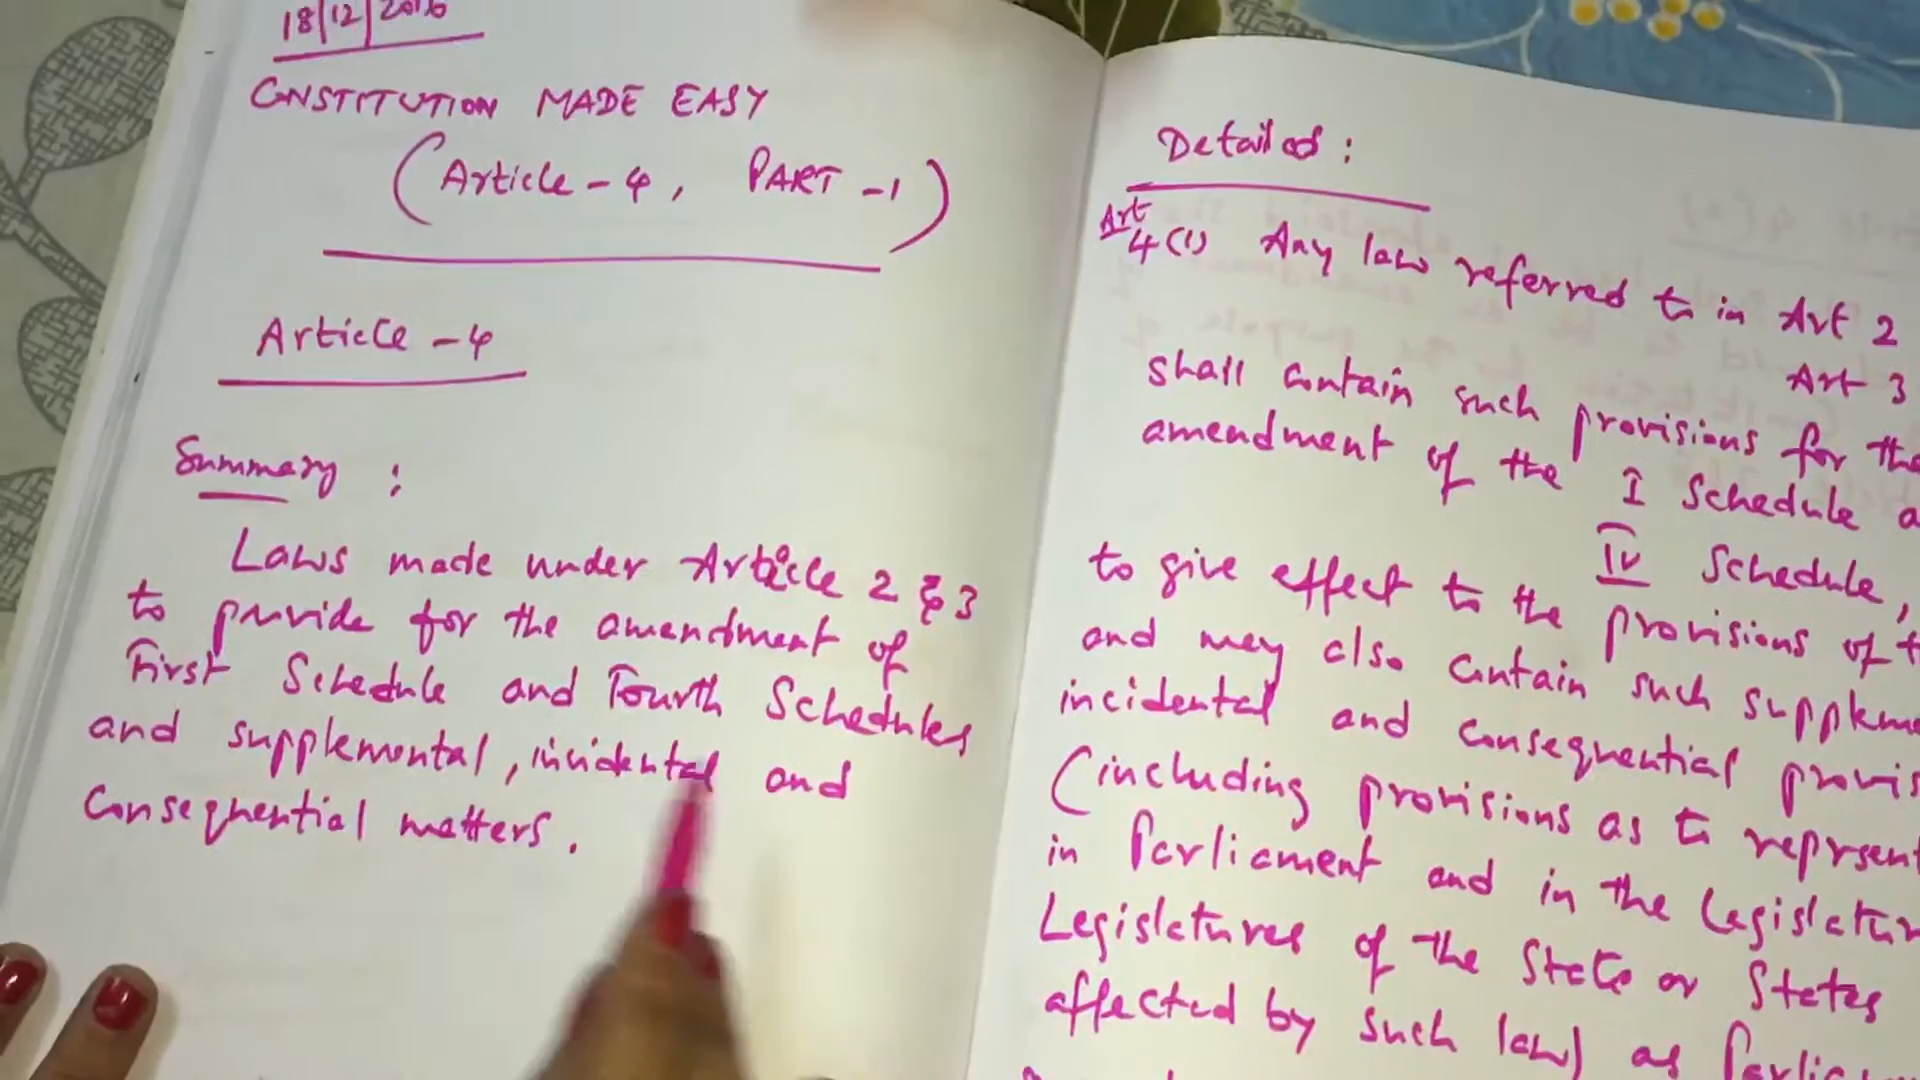 18/12/2016
CONSTITUTION MADE EASY
(Article - 4, PART - 1)
Article - 4
Summary :
Laws made under Article 2 & 3
to provide for the amendment of
First Schedule and Fourth Schedules
and supplemental, incidental and
Consequential matters.
Detailed :
Art
4(1) Any law referred to in Art 2
Art 3
shall contain such provisions for the
amendment of the I Schedule
IV Schedule,
to give effect to the provisions of
and may also contain such
incidental and consequential
(including provisions as to
in Parliament and in the
Legislatures of the State or States
affected by such law) as